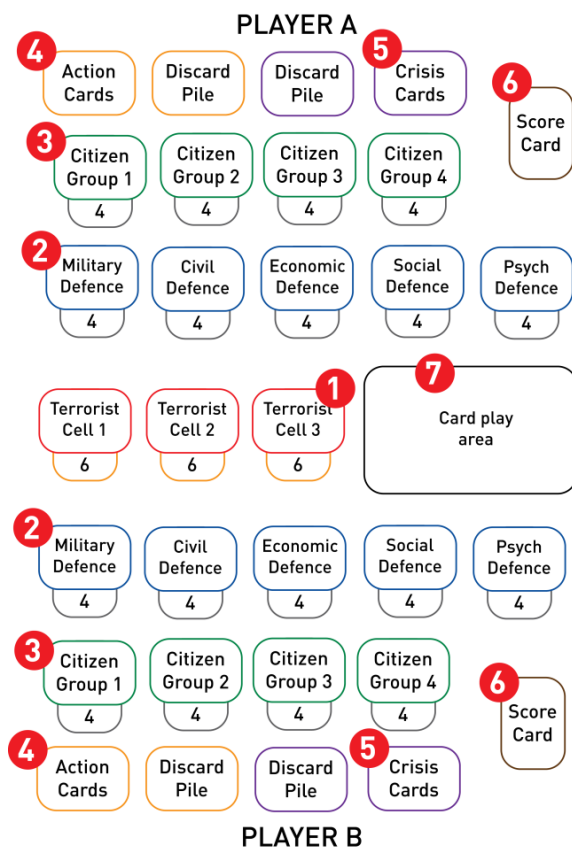 PLAYER A
4
Action
Cards
Discard
Pile
Discard
Pile
5
Crisis
Cards
6
Score
Card
3
Citizen
Group 1
4
Citizen
Group 2
4
Citizen
Group 3
4
Citizen
Group 4
4
2
Military
Defence
4
Civil
Defence
4
Economic
Defence
4
Social
Defence
4
Psych
Defence
4
Terrorist
Cell 1
6
Terrorist
Cell 2
6
1
Terrorist
Cell 3
6
7
Card play
area
2
Military
Defence
4
Civil
Defence
4
Economic
Defence
4
Social
Defence
4
Psych
Defence
4
3
Citizen
Group 1
4
Citizen
Group 2
4
Citizen
Group 3
4
Citizen
Group 4
4
6
Score
Card
4
Action
Cards
Discard
Pile
Discard
Pile
5
Crisis
Cards
PLAYER B